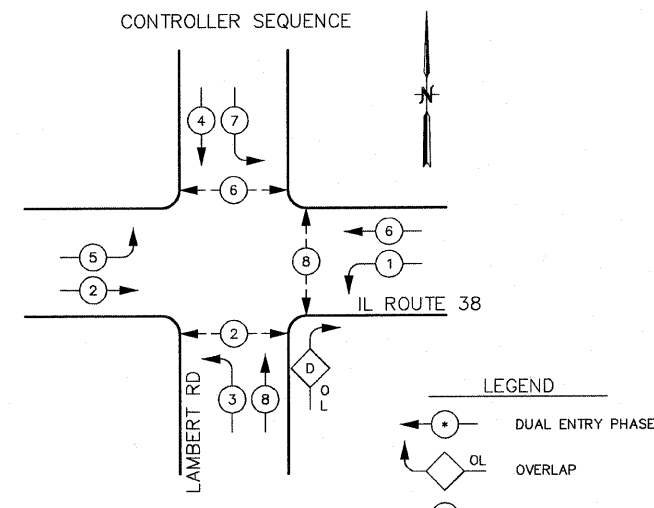 CONTROLLER SEQUENCE
N
4 7
6
6
5
8
1
2
IL ROUTE 38
2
D
OL
3 8
LAMBERT RD
LEGEND
* DUAL ENTRY PHASE
OL OVERLAP